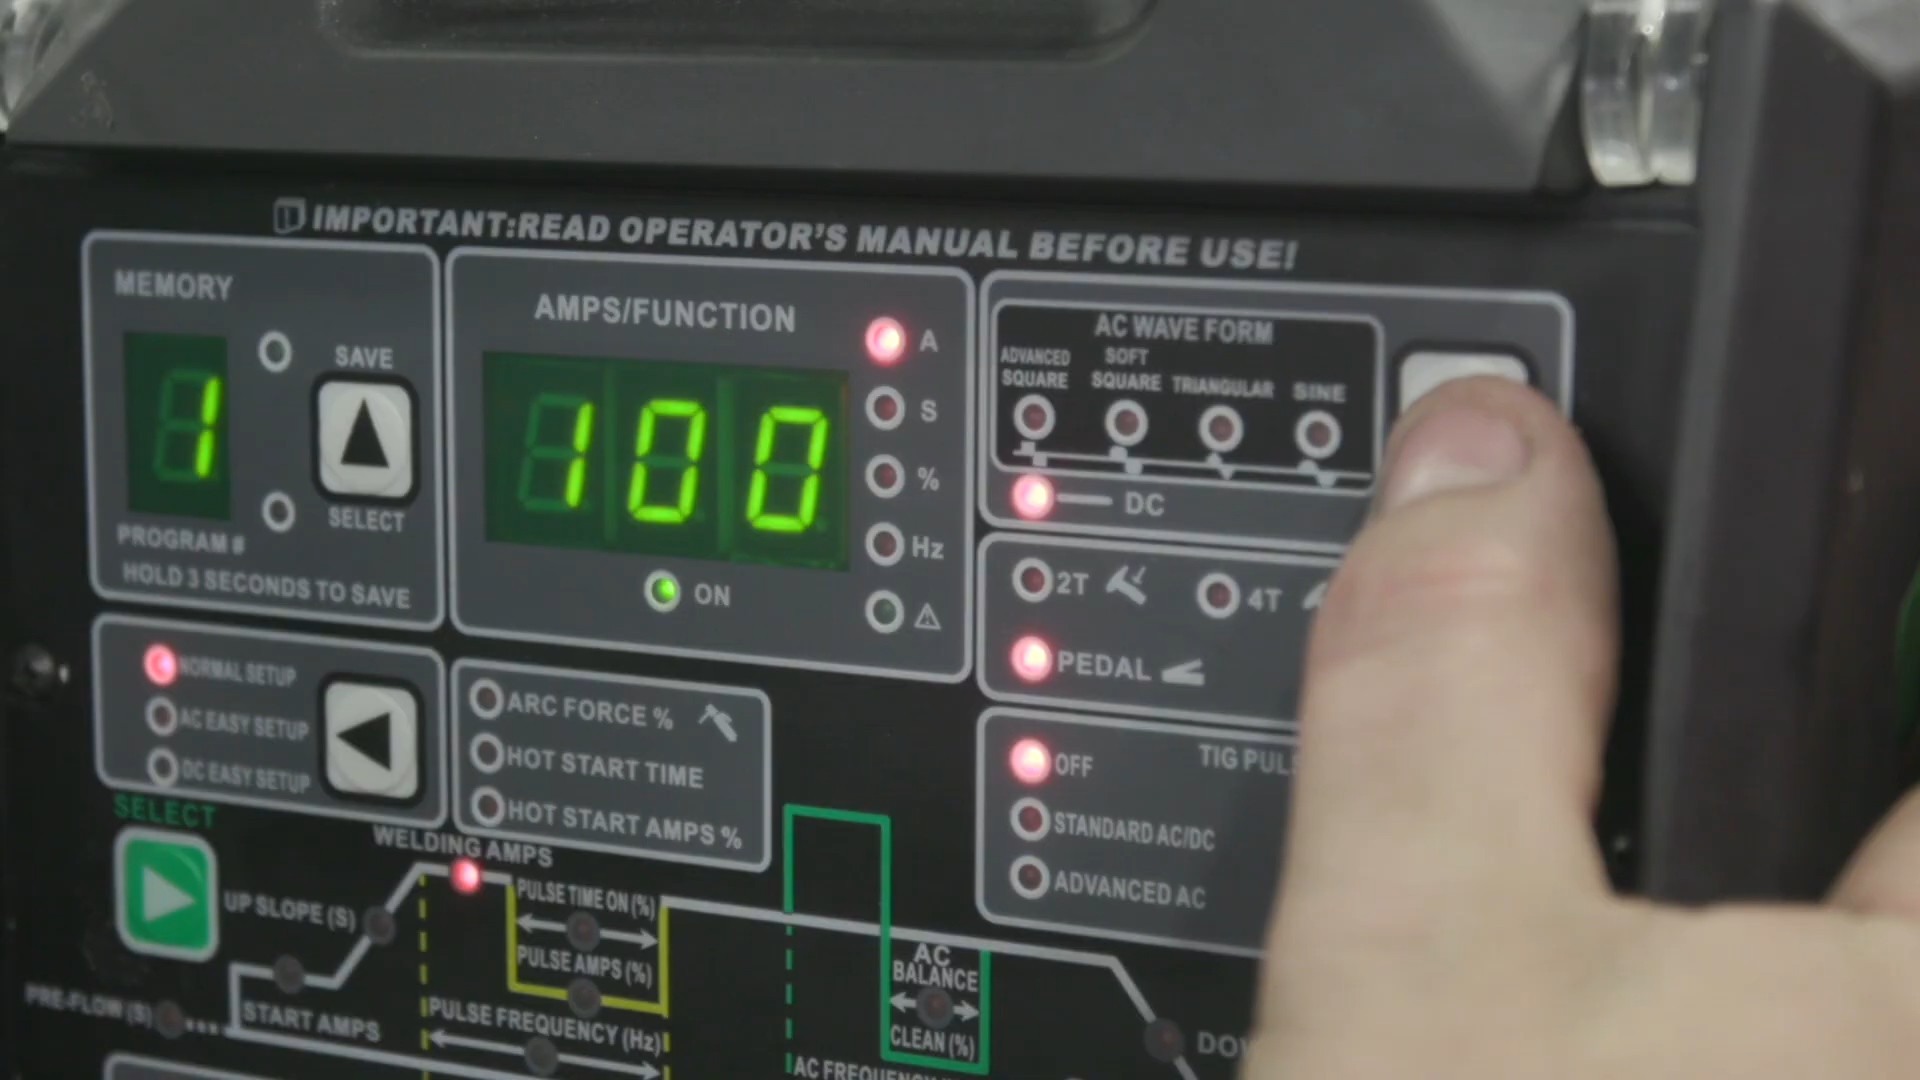 IMPORTANT:READ OPERATOR'S MANUAL BEFORE USE!
MEMORY
1
SAVE
SELECT
PROGRAM #
HOLD 3 SECONDS TO SAVE
AMPS/FUNCTION
100
ON
A
S
%
Hz
AC WAVE FORM
ADVANCED SQUARE
SOFT SQUARE
TRIANGULAR
SINE
DC
2T
4T
PEDAL
NORMAL SETUP
AC EASY SETUP
DC EASY SETUP
ARC FORCE %
HOT START TIME
HOT START AMPS %
TIG
OFF
STANDARD AC/DC
ADVANCED AC
SELECT
WELDING AMPS
UP SLOPE (S)
PULSE TIME ON (%)
PULSE AMPS (%)
PRE-FLOW (S)
START AMPS
PULSE FREQUENCY (Hz)
AC
BALANCE
CLEAN (%)
AC FREQUENCY